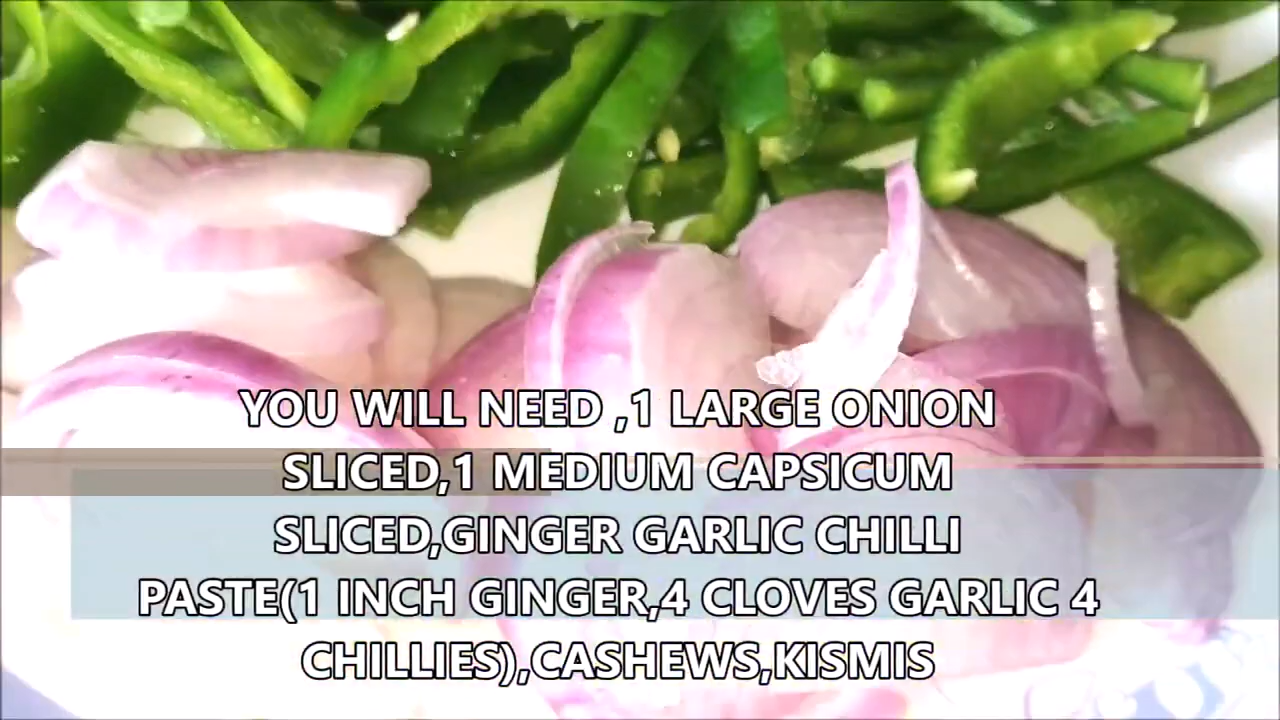 YOU WILL NEED ,1 LARGE ONION
SLICED,1 MEDIUM CAPSICUM
SLICED,GINGER GARLIC CHILLI
PASTE(1 INCH GINGER,4 CLOVES GARLIC 4
CHILLIES),CASHEWS,KISMIS